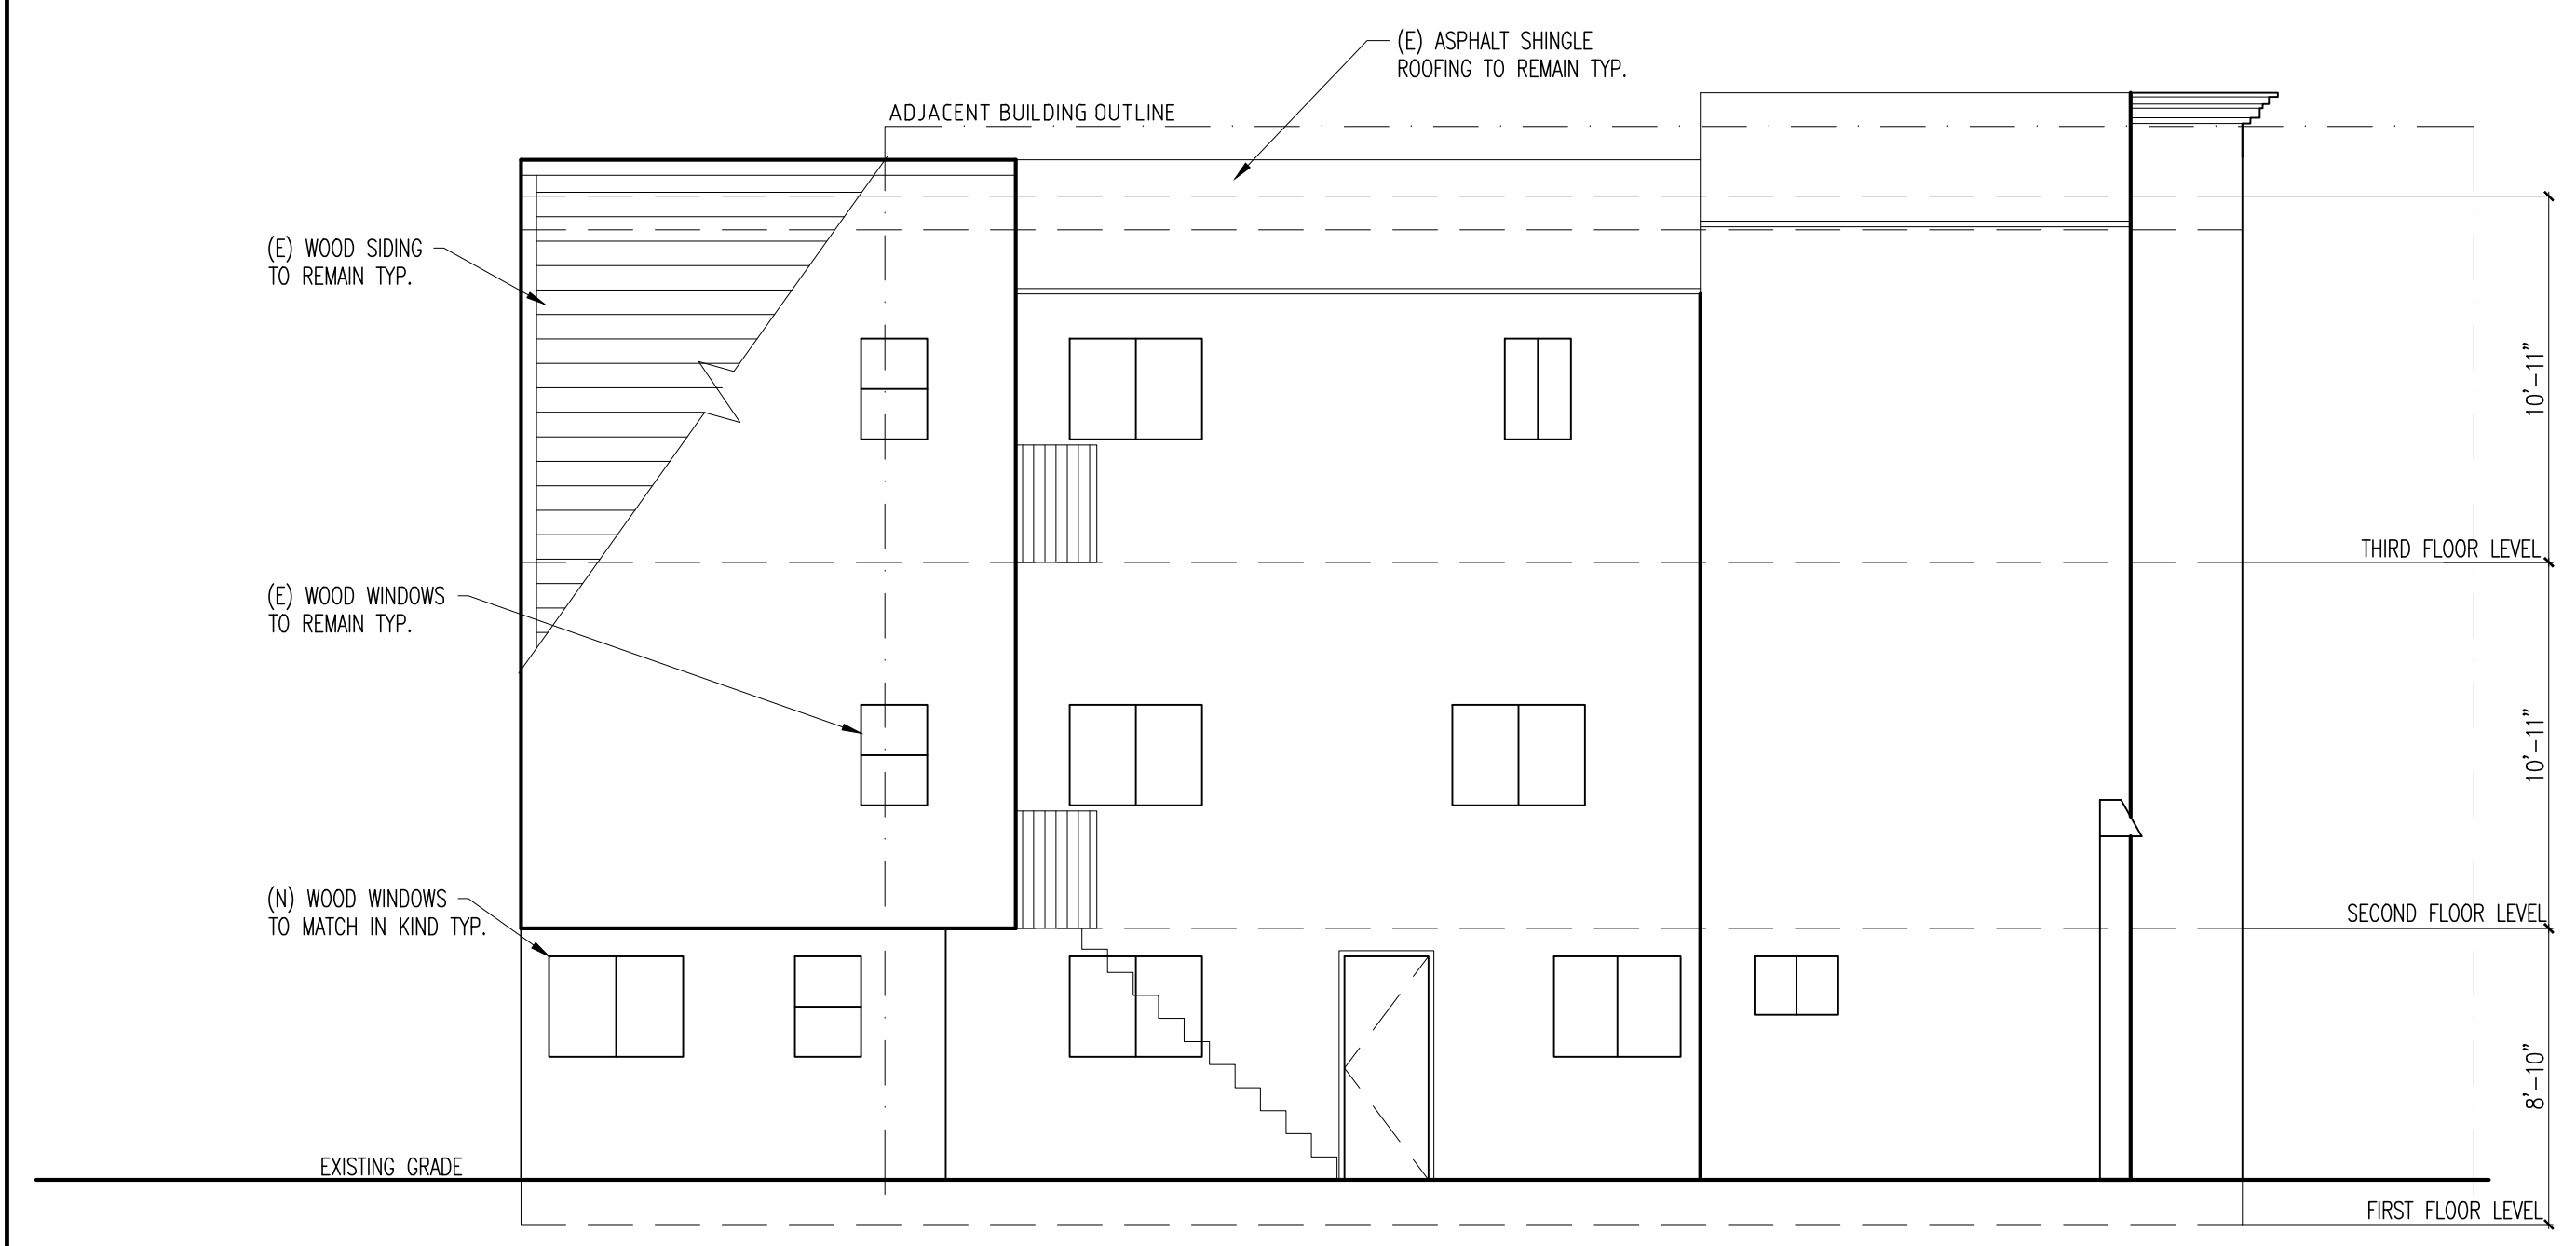 (E) ASPHALT SHINGLE
ROOFING TO REMAIN TYP.
ADJACENT BUILDING OUTLINE
(E) WOOD SIDING
TO REMAIN TYP.
10'-11"
THIRD FLOOR LEVEL
(E) WOOD WINDOWS
TO REMAIN TYP.
10'-11"
(N) WOOD WINDOWS
TO MATCH IN KIND TYP.
SECOND FLOOR LEVEL
8'-10"
EXISTING GRADE
FIRST FLOOR LEVEL